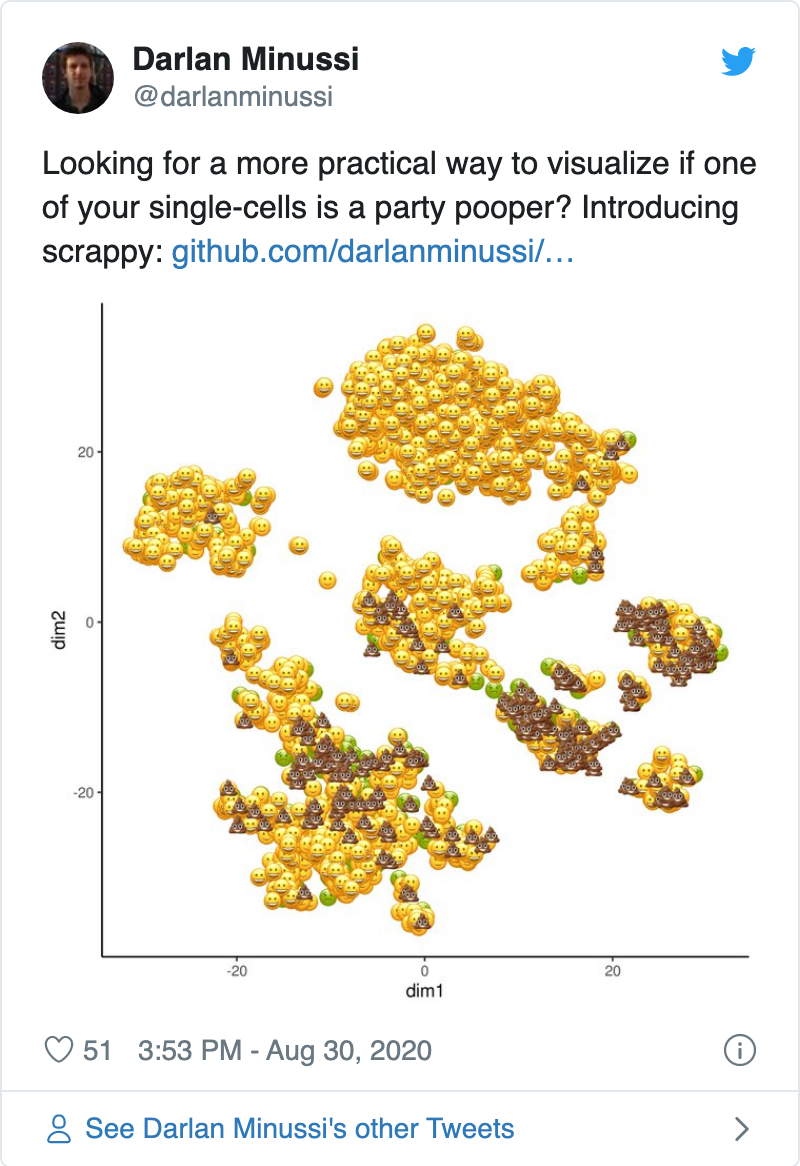 Darlan Minussi
@darlanminussi
Looking for a more practical way to visualize if one
of your single-cells is a party pooper? Introducing
scrappy: github.com/darlanminussi/…
20
0
-20
dim2
-20 0 20
dim1
51 3:53 PM - Aug 30, 2020
See Darlan Minussi's other Tweets